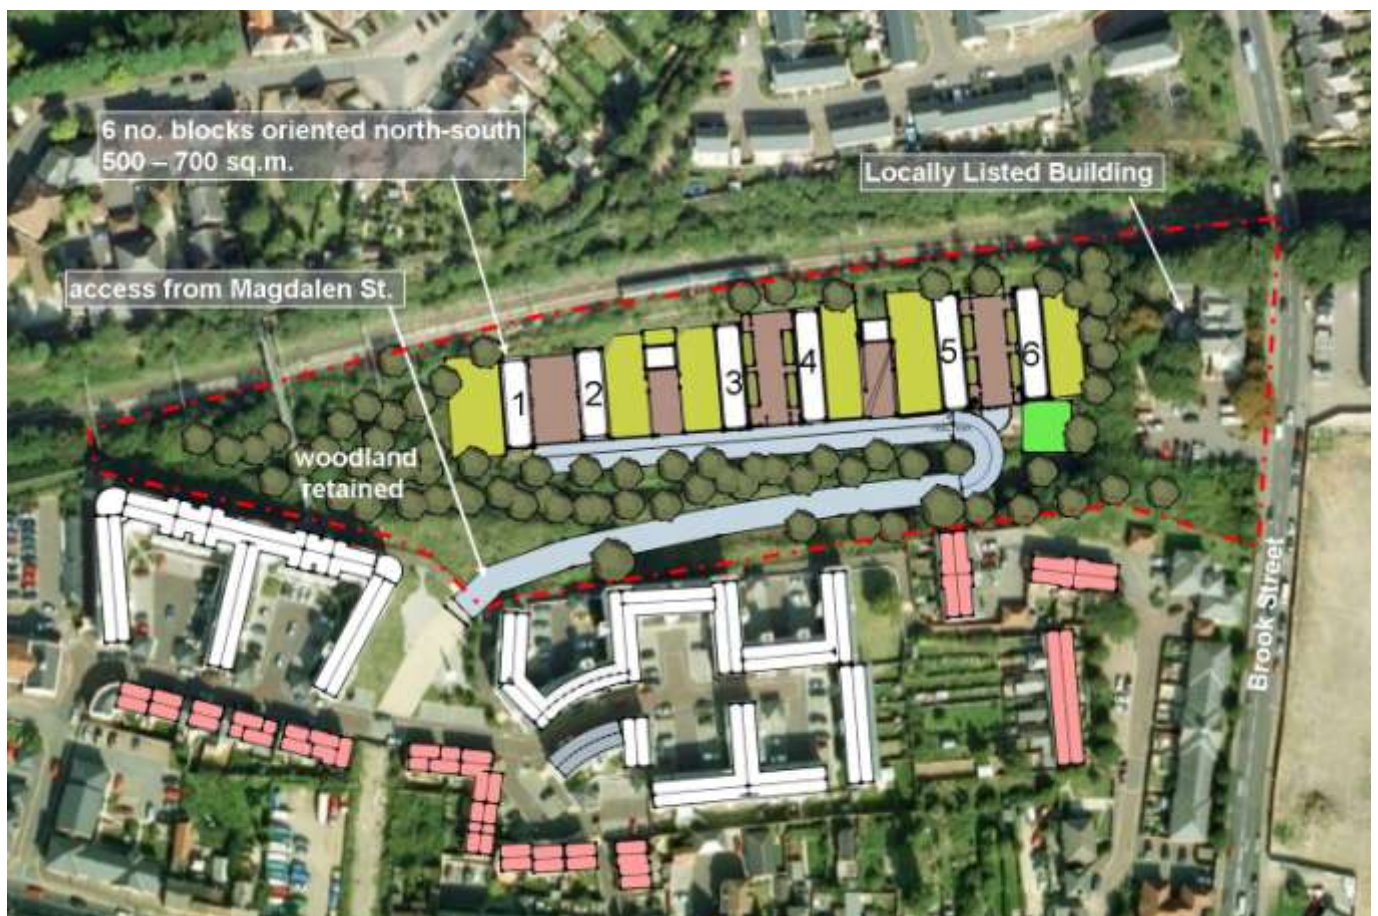 6 no. blocks oriented north-south
500 – 700 sq.m.
Locally Listed Building
access from Magdalen St.
1
2
3
4
5
6
woodland
retained
Brook Street